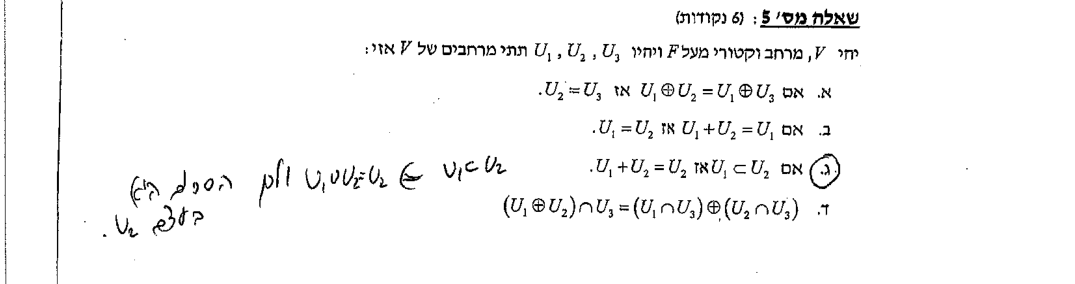 שאלה מס' 5: (6 נקודות)
יהי V, מרחב וקטורי מעל F ויהיו U₁, U₂, U₃ תתי מרחבים של V אזי:
א. אם U₁⊕U₂=U₁⊕U₃ אז U₂=U₃.
ב. אם U₁+U₂=U₁ אז U₁=U₂.
ג. אם U₁⊂U₂ אז U₁+U₂=U₂.
ד. (U₁⊕U₂)∩U₃=(U₁∩U₃)⊕(U₂∩U₃)
U₁⊂U₂ ⇒ U₁∪U₂=U₂ ולכן הסכום הוא
בעצם U₂.